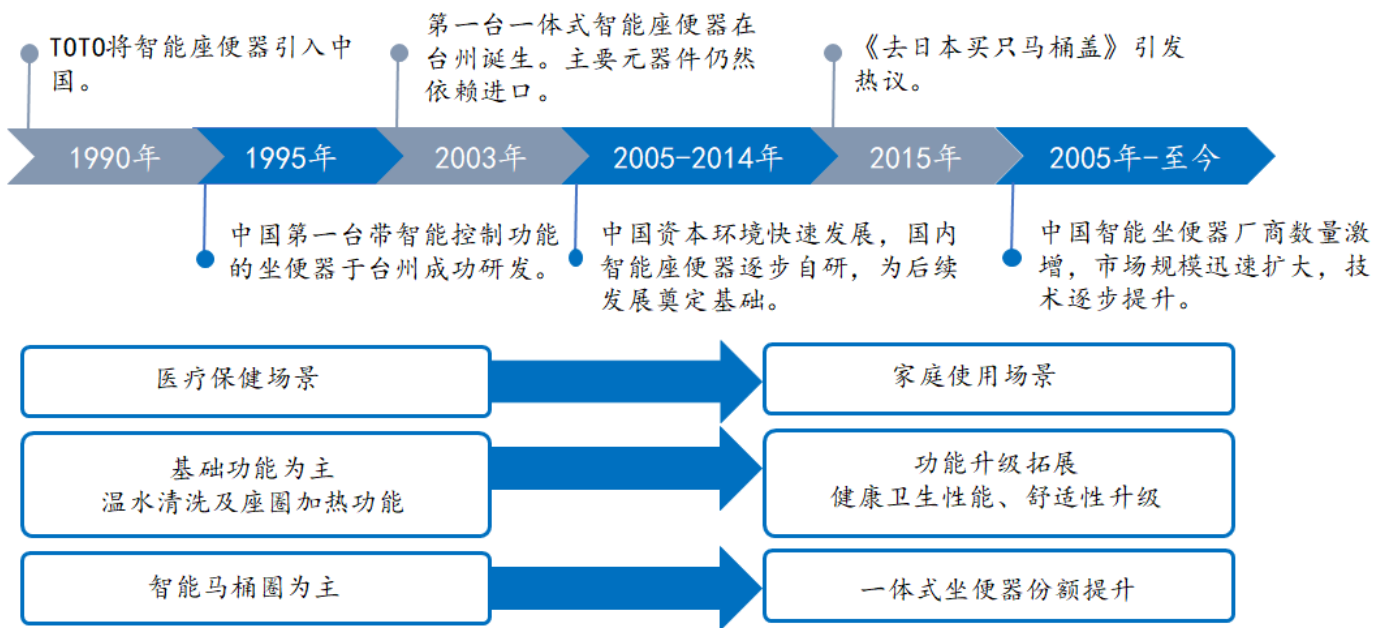 TOTO将智能座便器引入中
国。
第一台一体式智能座便器在
台州诞生。主要元器件仍然
依赖进口。
《去日本买只马桶盖》引发
热议。
1990年
1995年
2003年
2005-2014年
2015年
2005年-至今
中国第一台带智能控制功能
的坐便器于台州成功研发。
中国资本环境快速发展，国内
智能座便器逐步自研，为后续
发展奠定基础。
中国智能坐便器厂商数量激
增，市场规模迅速扩大，技
术逐步提升。
医疗保健场景
家庭使用场景
基础功能为主
温水清洗及座圈加热功能
功能升级拓展
健康卫生性能、舒适性升级
智能马桶圈为主
一体式坐便器份额提升